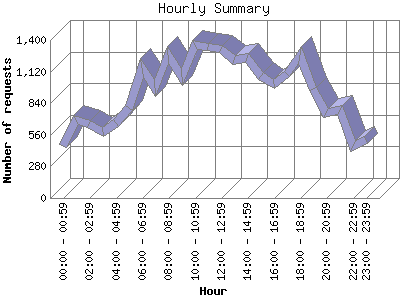 Hourly Summary
Number of requests
1,400
1,120
840
560
280
0
00:00 - 00:59
02:00 - 02:59
04:00 - 04:59
06:00 - 06:59
08:00 - 08:59
10:00 - 10:59
12:00 - 12:59
14:00 - 14:59
16:00 - 16:59
18:00 - 18:59
20:00 - 20:59
22:00 - 22:59
23:00 - 23:59
Hour